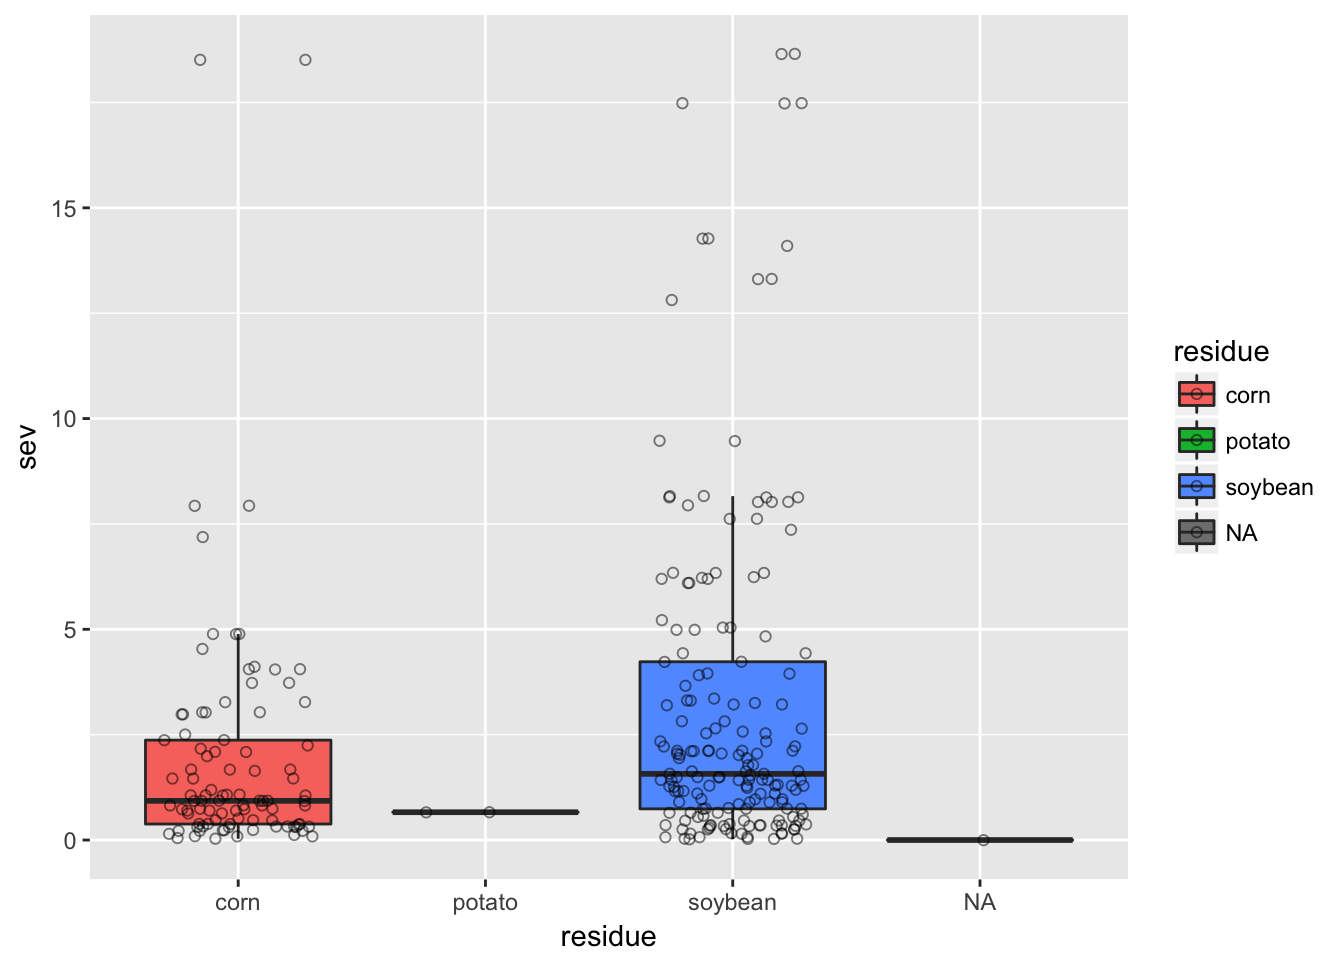 sev
15
10
5
0
corn
potato
soybean
NA
residue
residue
corn
potato
soybean
NA